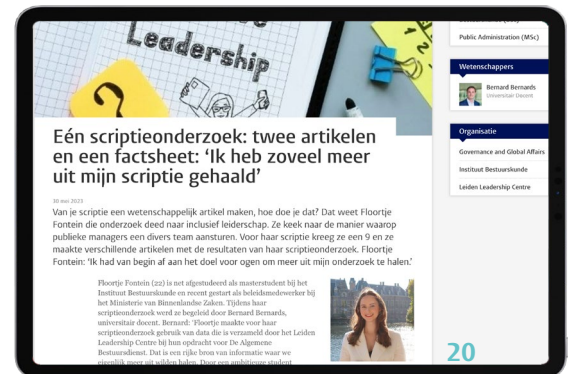 Leadership
Eén scriptieonderzoek: twee artikelen
en een factsheet: ‘Ik heb zoveel meer
uit mijn scriptie gehaald’
30 mei 2023
Van je scriptie een wetenschappelijk artikel maken, hoe doe je dat? Dat weet Floortje
Fontein die onderzoek deed naar inclusief leiderschap. Ze keek naar de manier waarop
publieke managers een divers team aansturen. Voor haar scriptie kreeg ze een 9 en ze
maakte verschillende artikelen met de resultaten van haar scriptieonderzoek. Floortje
Fontein: ‘Ik had van begin af aan het doel voor ogen om meer uit mijn onderzoek te halen.’
Floortje Fontein (22) is net afgestudeerd als masterstudent bij het
Instituut Bestuurskunde en recent gestart als beleidsmedewerker bij
het Ministerie van Binnenlandse Zaken. Tijdens haar
scriptieonderzoek werd ze begeleid door Bernard Bernards,
universitair docent. Bernard: ‘Floortje maakte voor haar
scriptieonderzoek gebruik van data die is verzameld door het Leiden
Leadership Centre bij hun opdracht voor De Algemene
Bestuursdienst. Dat is een rijke bron van informatie waar we
eigenlijk meer uit wilden halen. Door een ambitieuze student
Public Administration (MSc)
Wetenschappers
Bernard Bernards
Universitair Docent
Organisatie
Governance and Global Affairs
Instituut Bestuurskunde
Leiden Leadership Centre
20